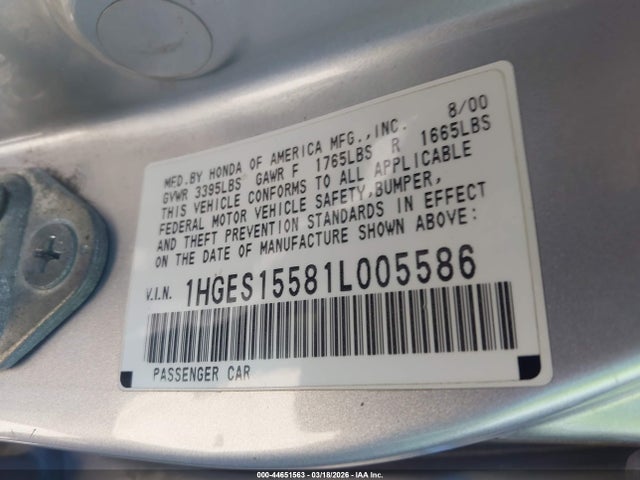 8/00
MFD.BY HONDA OF AMERICA MFG.,INC.
GVWR 3395LBS GAWR F 1765LBS R 1665LBS
THIS VEHICLE CONFORMS TO ALL APPLICABLE
FEDERAL MOTOR VEHICLE SAFETY,BUMPER,
AND THEFT PREVENTION STANDARDS IN EFFECT
ON THE DATE OF MANUFACTURE SHOWN ABOVE:
V.I.N. 1HGES15581L005586
PASSENGER CAR
000-44651563 | 03/18/2026 | IAA Inc.